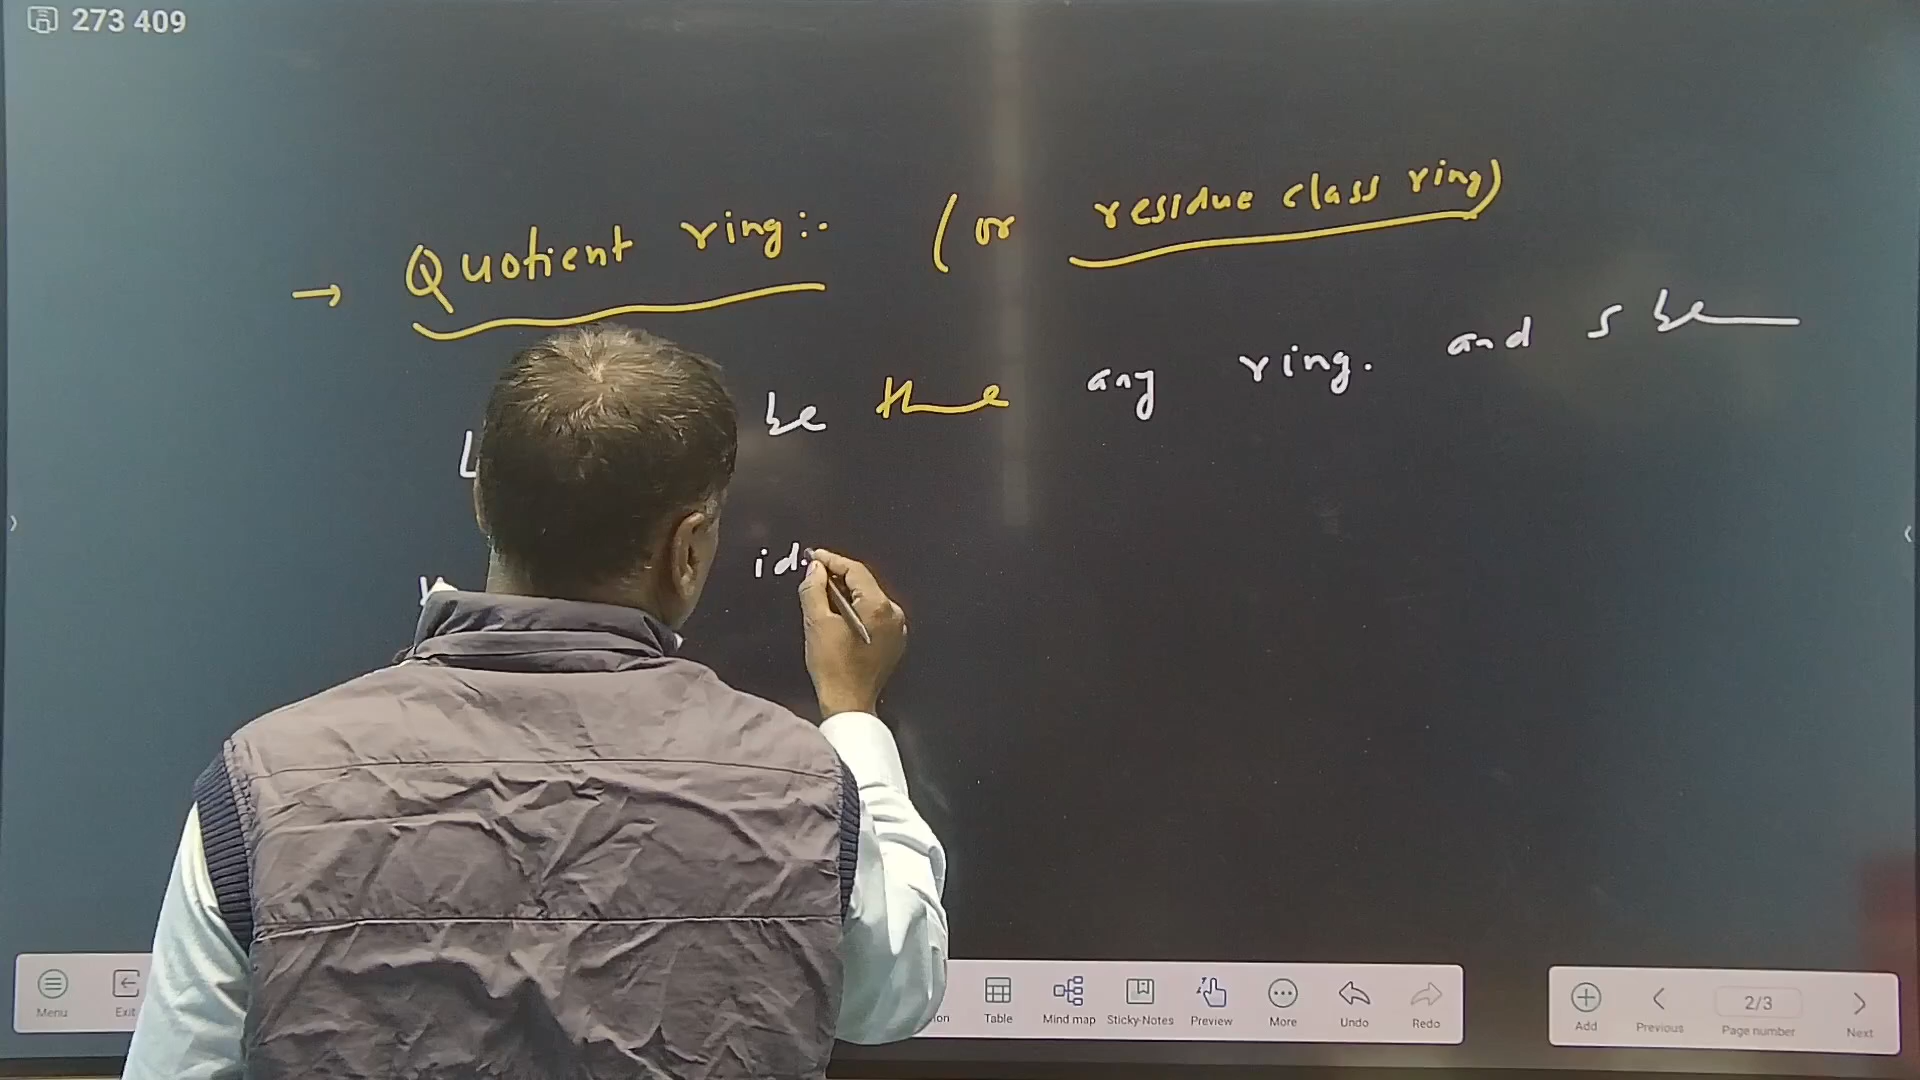 273 409
→ Quotient ring:- (or residue class ring)
be the any ring. and S be
id
Menu
Exit
Table
Mind map
Sticky-Notes
Preview
More
Undo
Redo
Add
Previous
2/3
Page number
Next